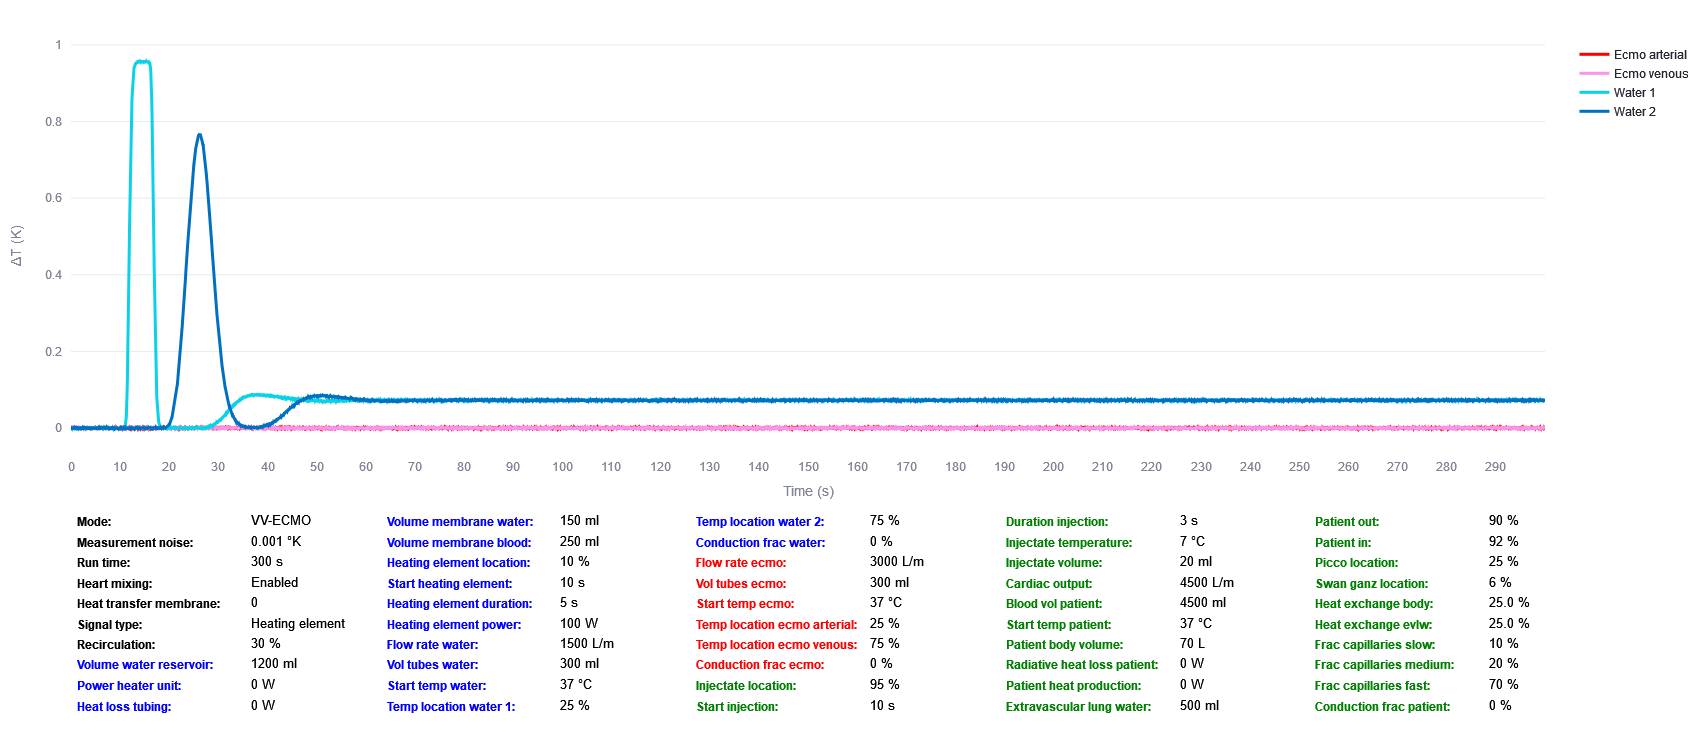 1
0.8
0.6
0.4
0.2
0
ΔT (K)
0 10 20 30 40 50 60 70 80 90 100 110 120 130 140 150 160 170 180 190 200 210 220 230 240 250 260 270 280 290
Time (s)
Ecmo arterial
Ecmo venous
Water 1
Water 2
Mode: VV-ECMO Volume membrane water: 150 ml Temp location water 2: 75 % Duration injection: 3 s Patient out: 90 %
Measurement noise: 0.001 °K Volume membrane blood: 250 ml Conduction frac water: 0 % Injectate temperature: 7 °C Patient in: 92 %
Run time: 300 s Heating element location: 10 % Flow rate ecmo: 3000 L/m Injectate volume: 20 ml Picco location: 25 %
Heart mixing: Enabled Start heating element: 10 s Vol tubes ecmo: 300 ml Cardiac output: 4500 L/m Swan ganz location: 6 %
Heat transfer membrane: 0 Heating element duration: 5 s Start temp ecmo: 37 °C Blood vol patient: 4500 ml Heat exchange body: 25.0 %
Signal type: Heating element Heating element power: 100 W Temp location ecmo arterial: 25 % Start temp patient: 37 °C Heat exchange evlw: 25.0 %
Recirculation: 30 % Flow rate water: 1500 L/m Temp location ecmo venous: 75 % Patient body volume: 70 L Frac capillaries slow: 10 %
Volume water reservoir: 1200 ml Vol tubes water: 300 ml Conduction frac ecmo: 0 % Radiative heat loss patient: 0 W Frac capillaries medium: 20 %
Power heater unit: 0 W Start temp water: 37 °C Injectate location: 95 % Patient heat production: 0 W Frac capillaries fast: 70 %
Heat loss tubing: 0 W Temp location water 1: 25 % Start injection: 10 s Extravascular lung water: 500 ml Conduction frac patient: 0 %